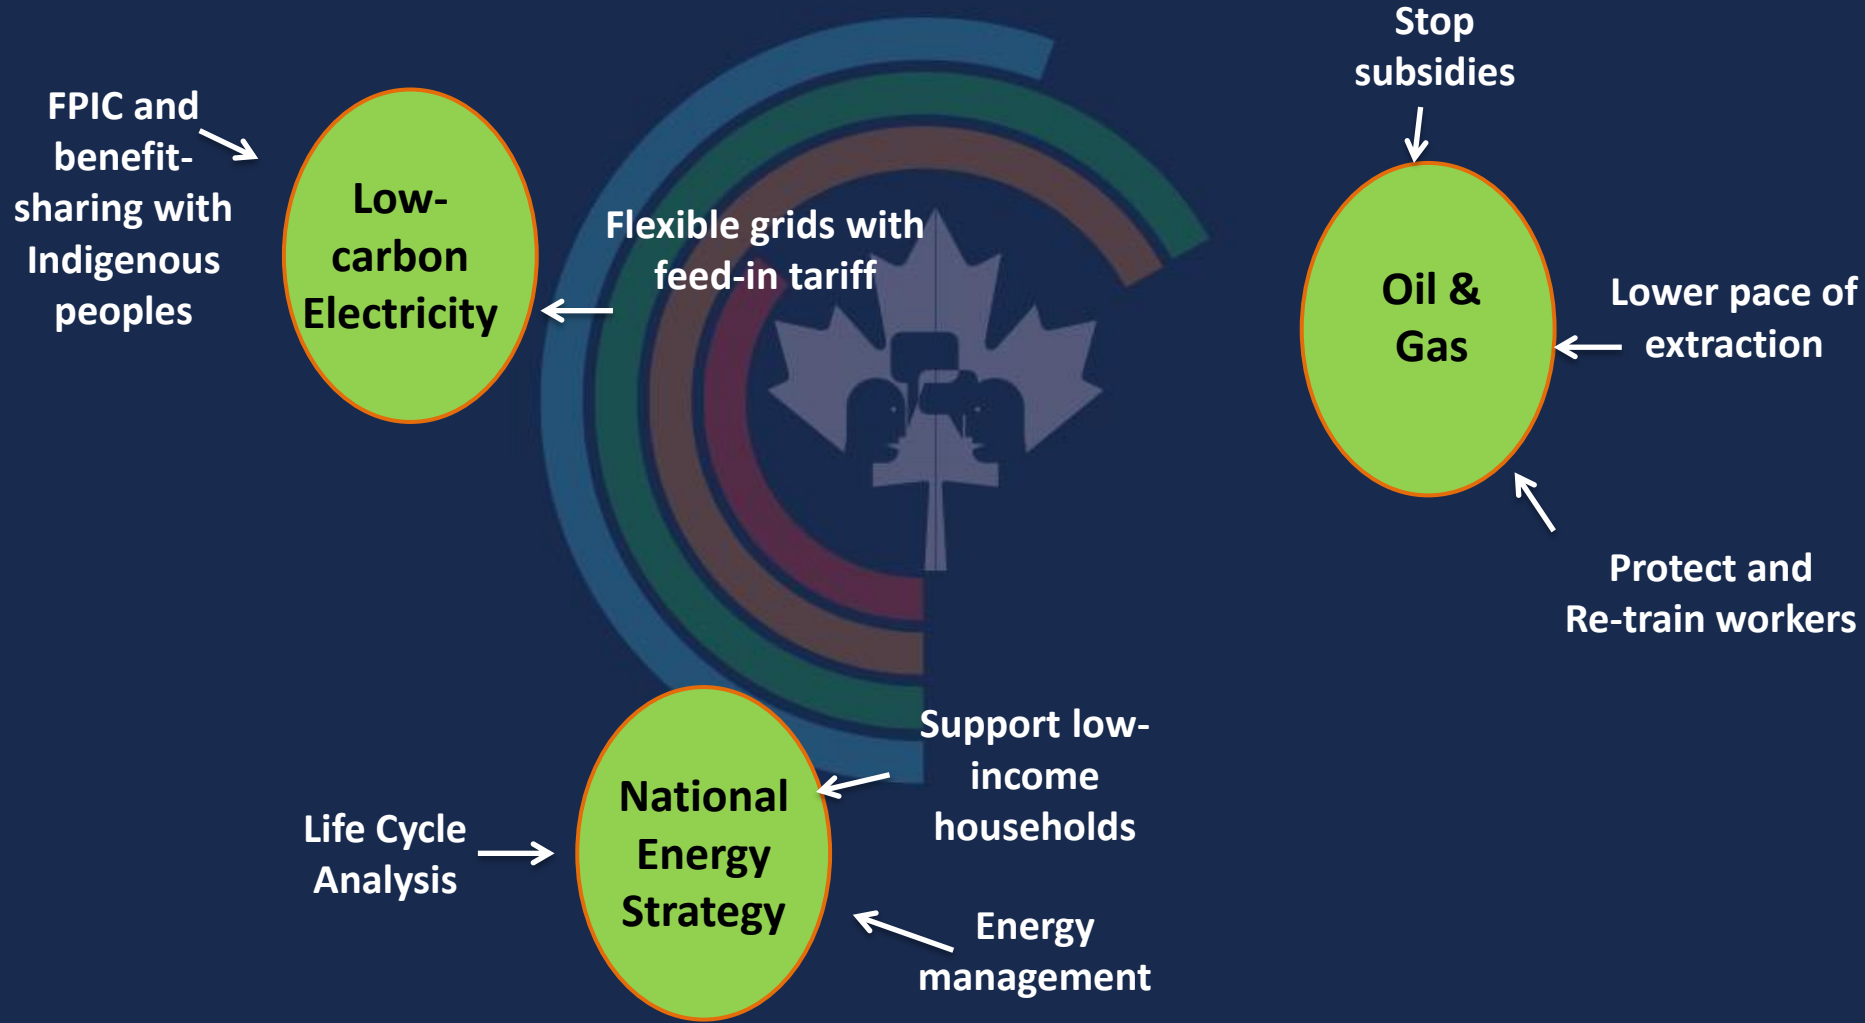 FPIC and
benefit-
sharing with
Indigenous
peoples
Low-
carbon
Electricity
Flexible grids with
feed-in tariff
Stop
subsidies
Oil &
Gas
Lower pace of
extraction
Protect and
Re-train workers
Life Cycle
Analysis
National
Energy
Strategy
Support low-
income
households
Energy
management